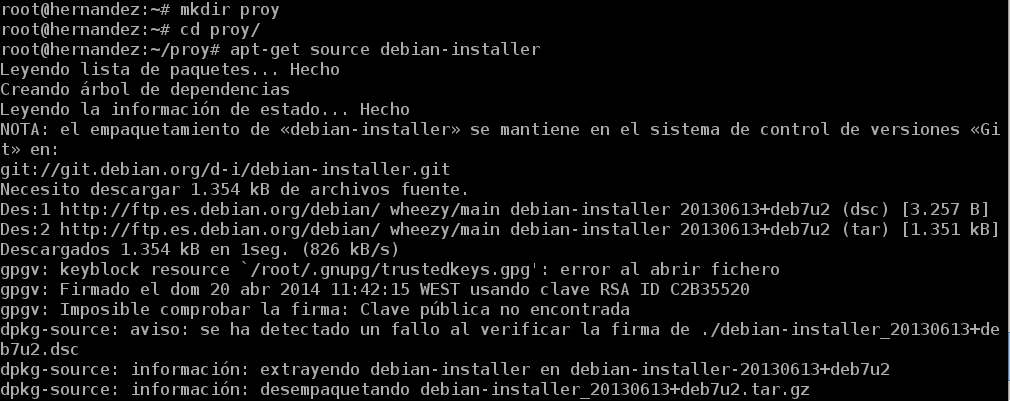 root@hernandez:~# mkdir proy
root@hernandez:~# cd proy/
root@hernandez:~/proy# apt-get source debian-installer
Leyendo lista de paquetes... Hecho
Creando árbol de dependencias
Leyendo la información de estado... Hecho
NOTA: el empaquetamiento de «debian-installer» se mantiene en el sistema de control de versiones «Gi
t» en:
git://git.debian.org/d-i/debian-installer.git
Necesito descargar 1.354 kB de archivos fuente.
Des:1 http://ftp.es.debian.org/debian/ wheezy/main debian-installer 20130613+deb7u2 (dsc) [3.257 B]
Des:2 http://ftp.es.debian.org/debian/ wheezy/main debian-installer 20130613+deb7u2 (tar) [1.351 kB]
Descargados 1.354 kB en 1seg. (826 kB/s)
gpgv: keyblock resource `/root/.gnupg/trustedkeys.gpg': error al abrir fichero
gpgv: Firmado el dom 20 abr 2014 11:42:15 WEST usando clave RSA ID C2B35520
gpgv: Imposible comprobar la firma: Clave pública no encontrada
dpkg-source: aviso: se ha detectado un fallo al verificar la firma de ./debian-installer_20130613+de
b7u2.dsc
dpkg-source: información: extrayendo debian-installer en debian-installer-20130613+deb7u2
dpkg-source: información: desempaquetando debian-installer_20130613+deb7u2.tar.gz